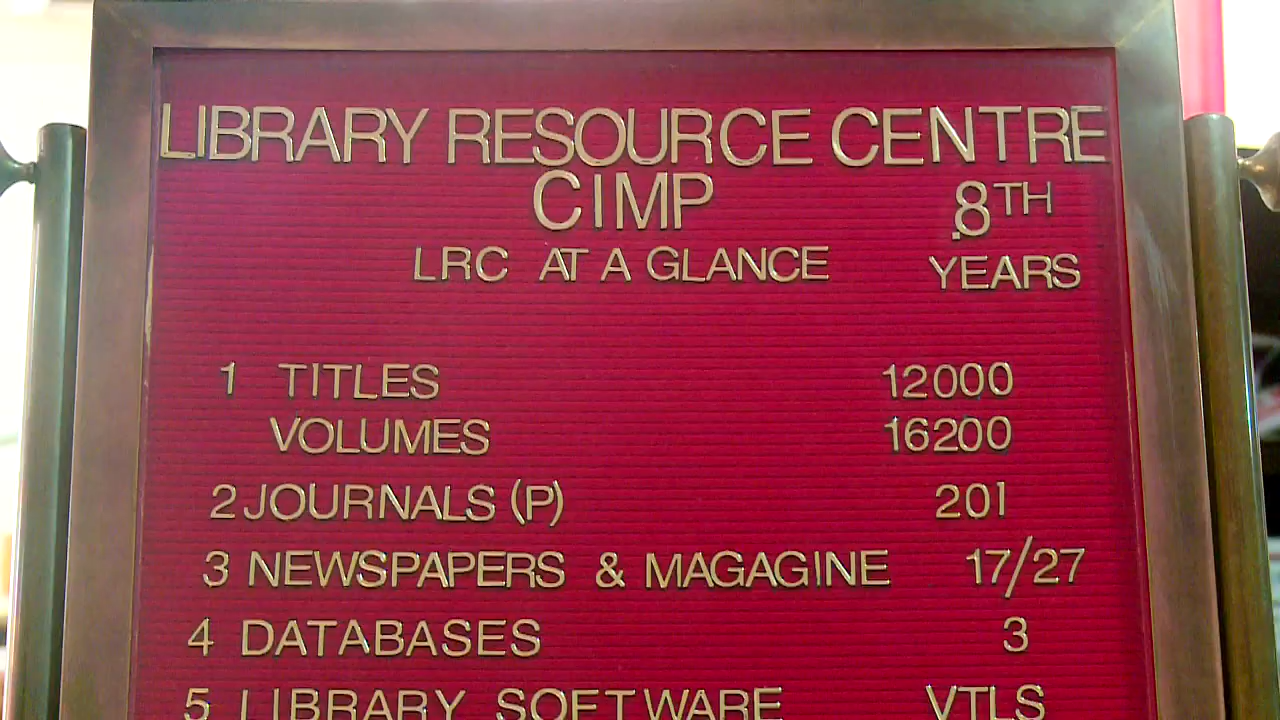 LIBRARY RESOURCE CENTRE
CIMP .8TH
LRC AT A GLANCE YEARS
1 TITLES 12000
VOLUMES 16200
2 JOURNALS (P) 201
3 NEWSPAPERS & MAGAGINE 17/27
4 DATABASES 3
5 LIBRARY SOFTWARE VTLS